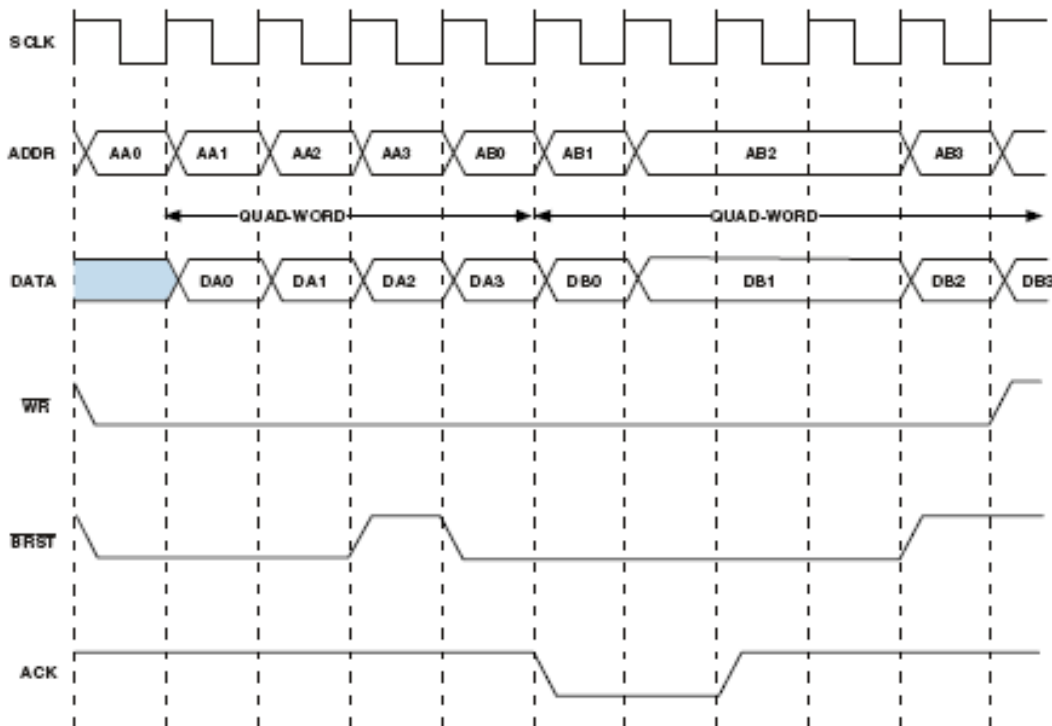 SCLK
ADDR AA0 AA1 AA2 AA3 AB0 AB1 AB2 AB3
QUAD-WORD QUAD-WORD
DATA DA0 DA1 DA2 DA3 DB0 DB1 DB2 DB3
WR
BRST
ACK